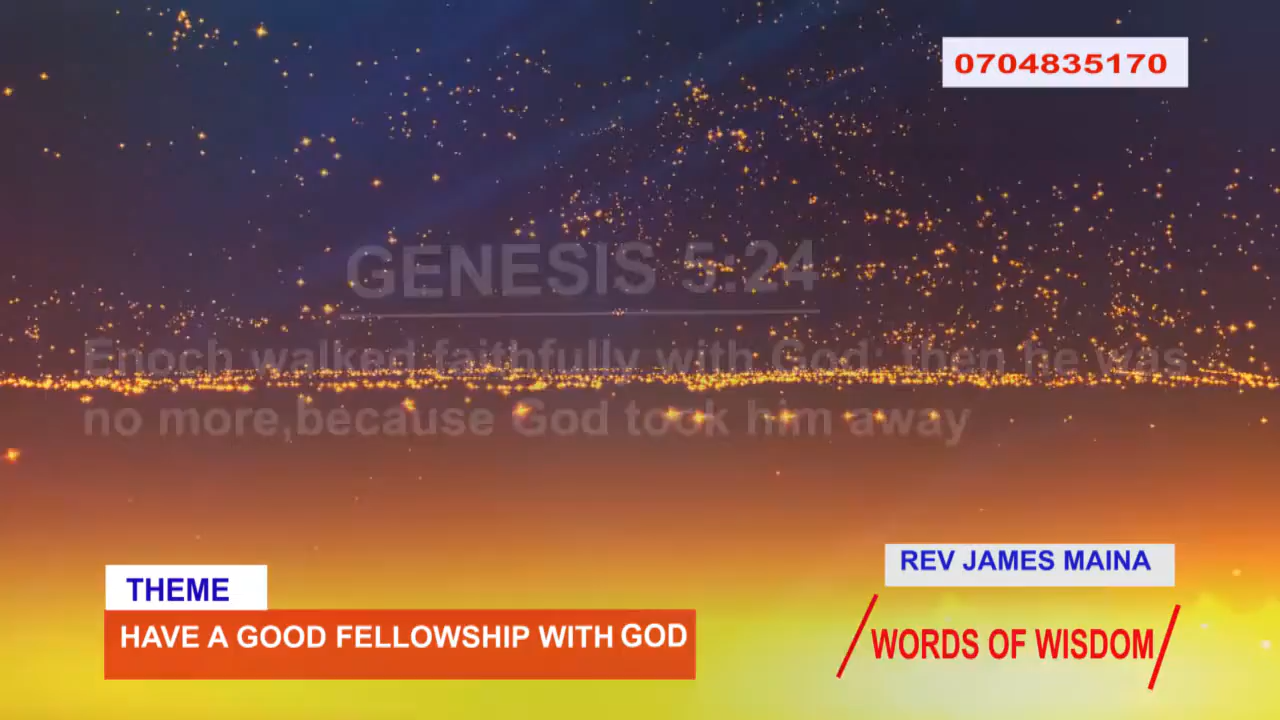 0704835170
GENESIS 5:24
Enoch walked faithfully with God; then he was
no more,because God took him away
THEME
HAVE A GOOD FELLOWSHIP WITH GOD
REV JAMES MAINA
WORDS OF WISDOM